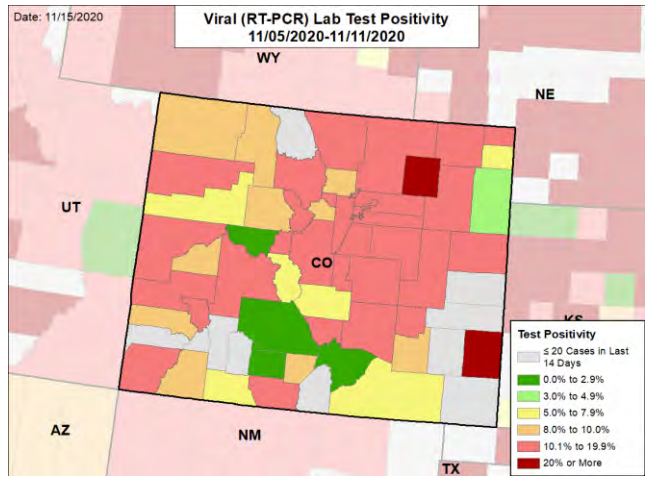 Date: 11/15/2020
Viral (RT-PCR) Lab Test Positivity
11/05/2020-11/11/2020
WY
NE
UT
CO
KS
Test Positivity
≤ 20 Cases in Last
14 Days
0.0% to 2.9%
3.0% to 4.9%
5.0% to 7.9%
8.0% to 10.0%
10.1% to 19.9%
20% or More
AZ
NM
TX